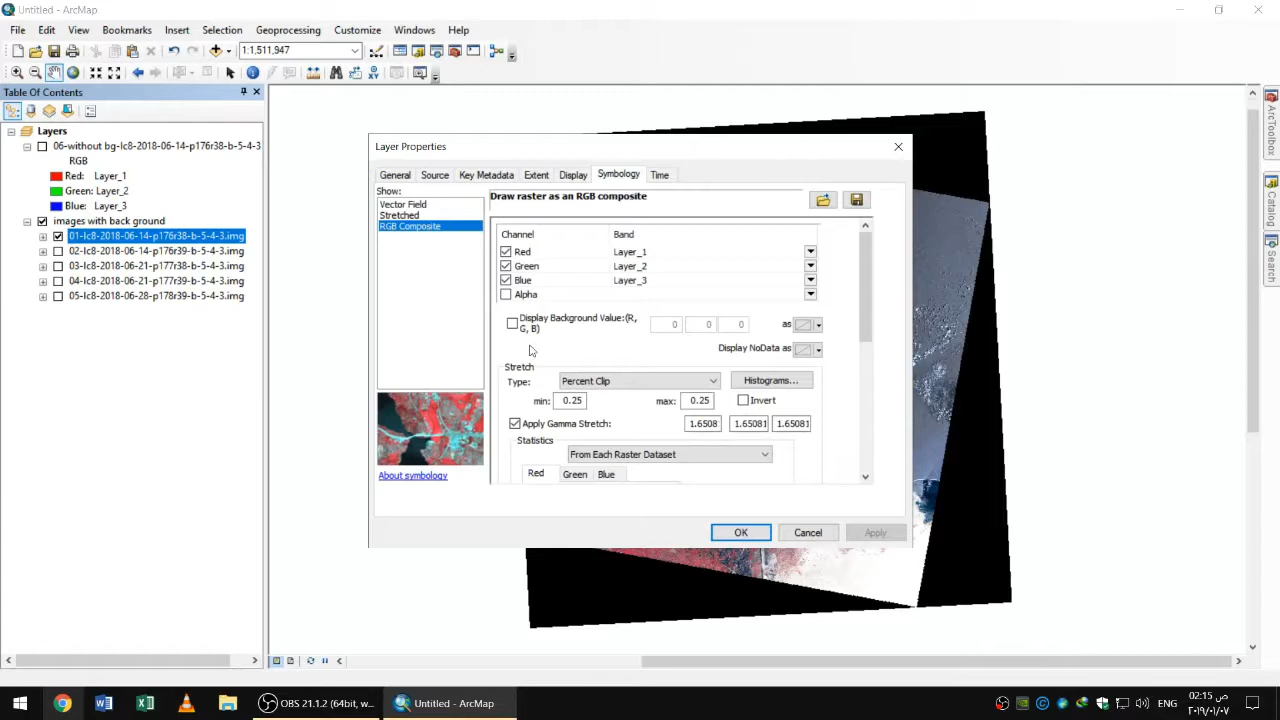 Untitled - ArcMap
File Edit View Bookmarks Insert Selection Geoprocessing Customize Windows Help
1:1,511,947
Table Of Contents
Layers
06-without bg-lc8-2018-06-14-p176r38-b-5-4-3
RGB
Red: Layer_1
Green: Layer_2
Blue: Layer_3
images with back ground
01-lc8-2018-06-14-p176r38-b-5-4-3.img
02-lc8-2018-06-14-p176r39-b-5-4-3.img
03-lc8-2018-06-21-p177r39-b-5-4-3.img
04-lc8-2018-06-21-p177r39-b-5-4-3.img
05-lc8-2018-06-28-p178r39-b-5-4-3.img
Layer Properties
General Source Key Metadata Extent Display Symbology Time
Show:
Vector Field
Stretched
RGB Composite
About symbology
Draw raster as an RGB composite
Channel Band
Red Layer_1
Green Layer_2
Blue Layer_3
Alpha
Display Background Value:(R, G, B) 0 0 0 as
Display NoData as
Stretch
Type: Percent Clip Histograms...
min: 0.25 max: 0.25 Invert
Apply Gamma Stretch: 1.6508 1.65081 1.65081
Statistics
From Each Raster Dataset
Red Green Blue
OK Cancel Apply
ArcToolbox
Catalog
Search
OBS 21.1.2 (64bit, w...
Untitled - ArcMap
ENG
02:15 ص
٢٠١٩/٠١/٠٧